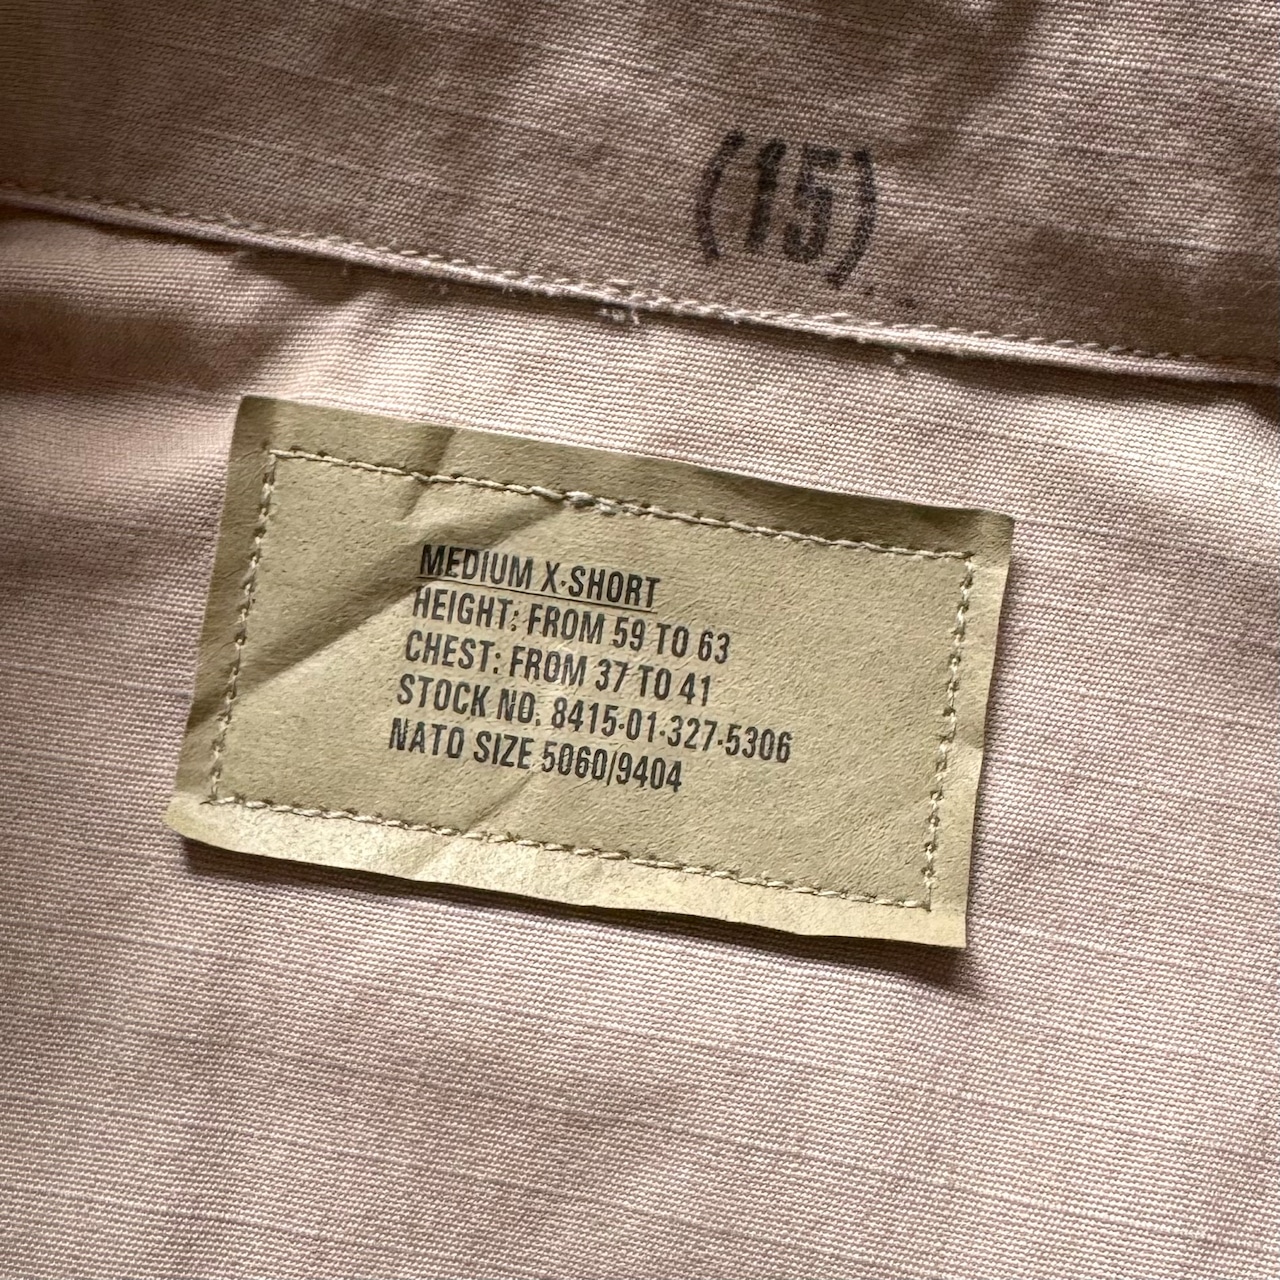 (15)
MEDIUM X-SHORT
HEIGHT: FROM 59 TO 63
CHEST: FROM 37 TO 41
STOCK NO. 8415-01-327-5306
NATO SIZE 5060/9404